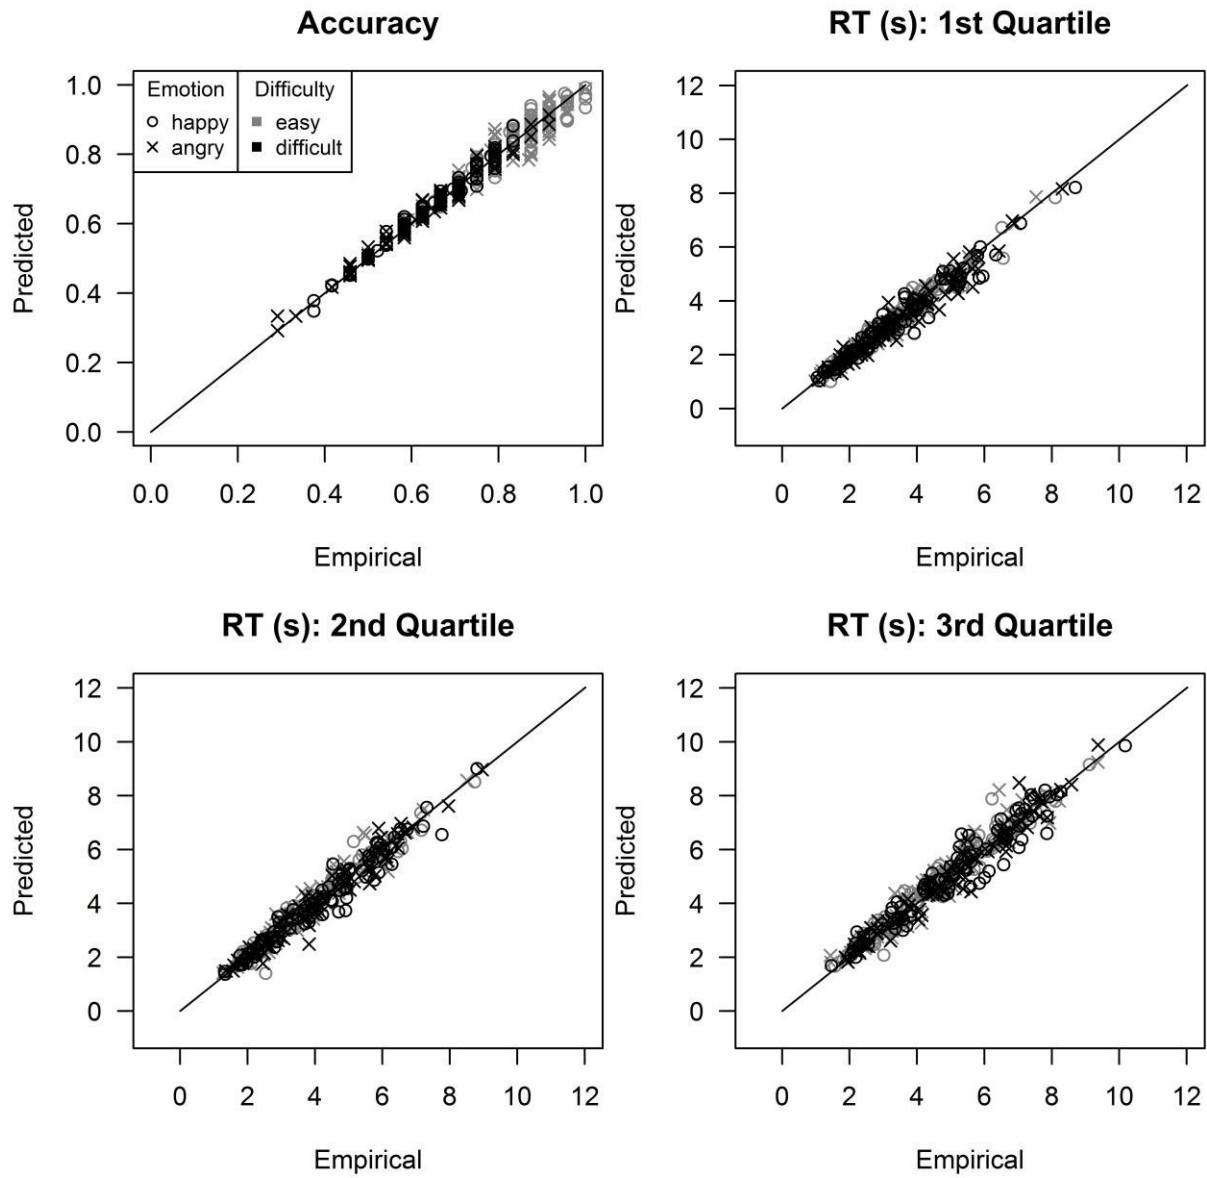 Accuracy
Emotion Difficulty
happy easy
angry difficult
1.0
0.8
0.6
0.4
0.2
0.0
Predicted
0.0 0.2 0.4 0.6 0.8 1.0
Empirical
RT (s): 1st Quartile
12
10
8
6
4
2
0
Predicted
0 2 4 6 8 10 12
Empirical
RT (s): 2nd Quartile
12
10
8
6
4
2
0
Predicted
0 2 4 6 8 10 12
Empirical
RT (s): 3rd Quartile
12
10
8
6
4
2
0
Predicted
0 2 4 6 8 10 12
Empirical